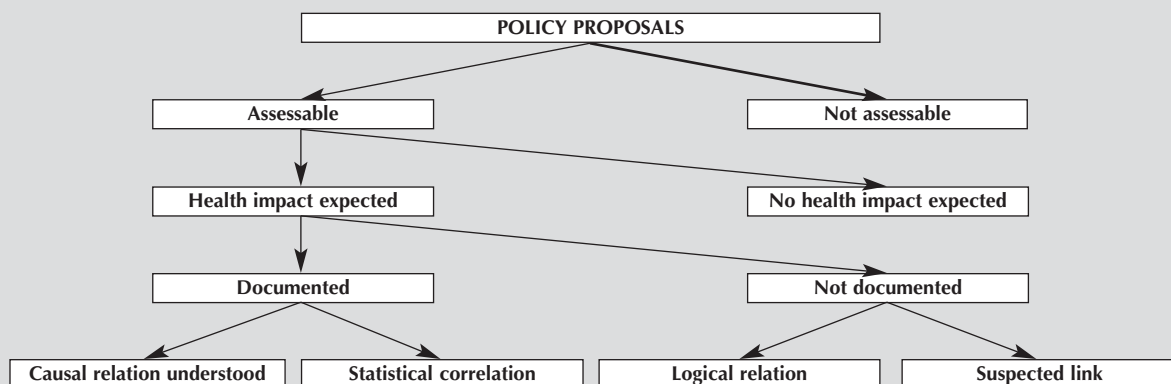 POLICY PROPOSALS
Assessable
Not assessable
Health impact expected
No health impact expected
Documented
Not documented
Causal relation understood
Statistical correlation
Logical relation
Suspected link